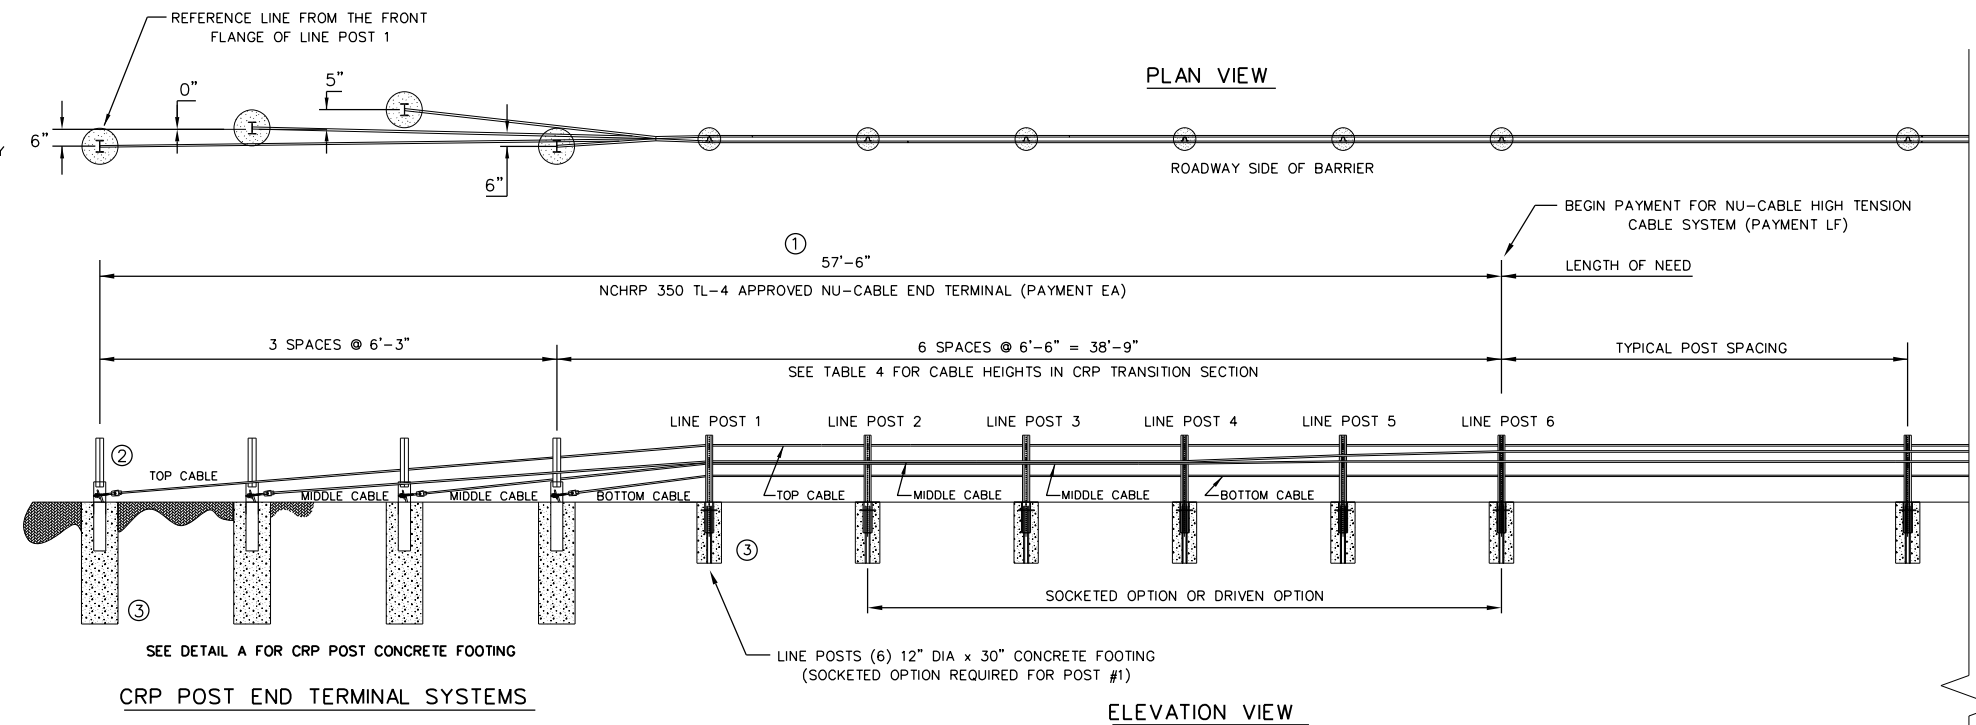 REFERENCE LINE FROM THE FRONT
FLANGE OF LINE POST 1
PLAN VIEW
5"
0"
6"
Y
6"
ROADWAY SIDE OF BARRIER
BEGIN PAYMENT FOR NU-CABLE HIGH TENSION
CABLE SYSTEM (PAYMENT LF)
1
57'-6"
LENGTH OF NEED
NCHRP 350 TL-4 APPROVED NU-CABLE END TERMINAL (PAYMENT EA)
3 SPACES @ 6'-3"
6 SPACES @ 6'-6" = 38'-9"
TYPICAL POST SPACING
SEE TABLE 4 FOR CABLE HEIGHTS IN CRP TRANSITION SECTION
LINE POST 1
LINE POST 2
LINE POST 3
LINE POST 4
LINE POST 5
LINE POST 6
2
TOP CABLE
MIDDLE CABLE
MIDDLE CABLE
BOTTOM CABLE
TOP CABLE
MIDDLE CABLE
MIDDLE CABLE
BOTTOM CABLE
3
SOCKETED OPTION OR DRIVEN OPTION
3
SEE DETAIL A FOR CRP POST CONCRETE FOOTING
LINE POSTS (6) 12" DIA x 30" CONCRETE FOOTING
(SOCKETED OPTION REQUIRED FOR POST #1)
CRP POST END TERMINAL SYSTEMS
ELEVATION VIEW